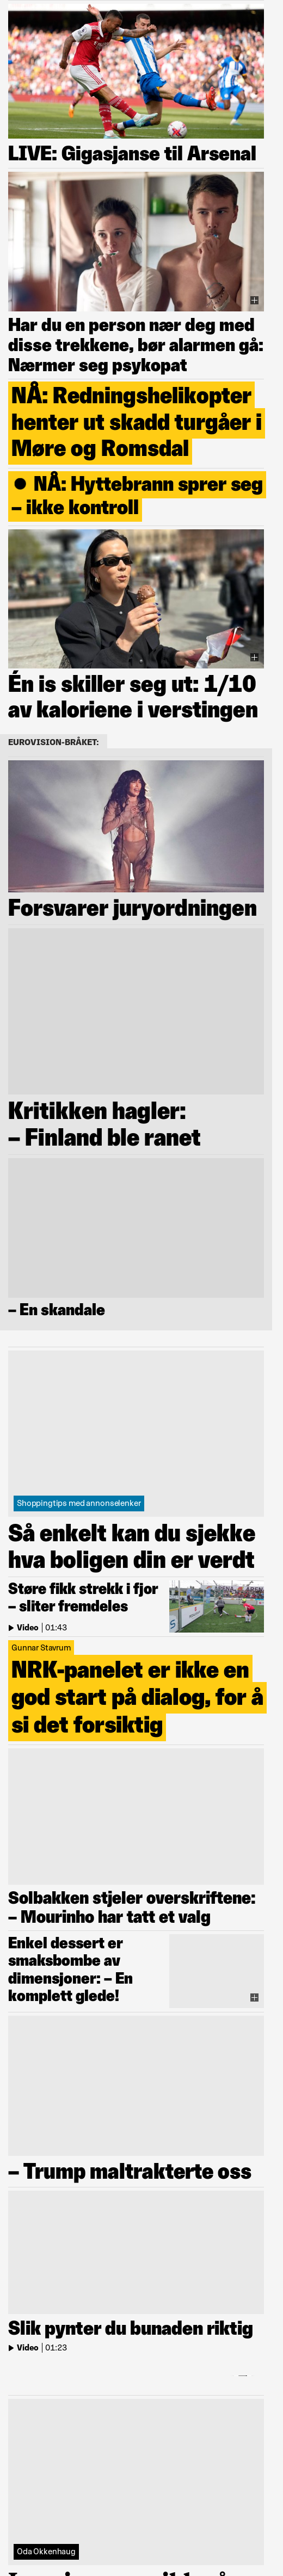 LIVE: Gigasjanse til Arsenal
Har du en person nær deg med
disse trekkene, bør alarmen gå:
Nærmer seg psykopat
NÅ: Redningshelikopter
henter ut skadd turgåer i
Møre og Romsdal
NÅ: Hyttebrann sprer seg
– ikke kontroll
Én is skiller seg ut: 1/10
av kaloriene i verstingen
EUROVISION-BRÅKET:
Forsvarer juryordningen
Kritikken hagler:
– Finland ble ranet
– En skandale
Shoppingtips med annonselenker
Så enkelt kan du sjekke
hva boligen din er verdt
Støre fikk strekk i fjor
– sliter fremdeles
Video | 01:43
Gunnar Stavrum
NRK-panelet er ikke en
god start på dialog, for å
si det forsiktig
Solbakken stjeler overskriftene:
– Mourinho har tatt et valg
Enkel dessert er
smaksbombe av
dimensjoner: – En
komplett glede!
– Trump maltrakterte oss
Slik pynter du bunaden riktig
Video | 01:23
Oda Okkenhaug